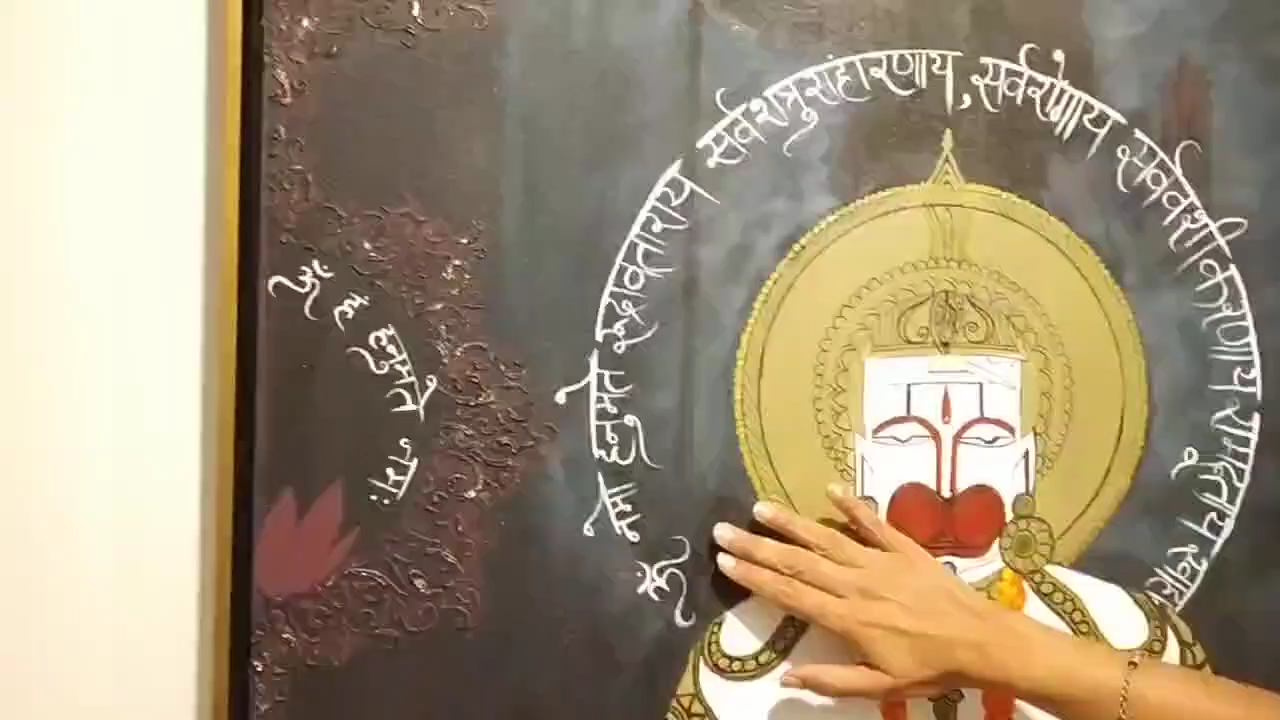 ॐ हं हनुमते नमः
ॐ नमो हनुमते रूद्रावताराय सर्वशत्रुसंहारणाय, सर्वरोगाय सर्ववशीकरणाय रामदूताय स्वाहा